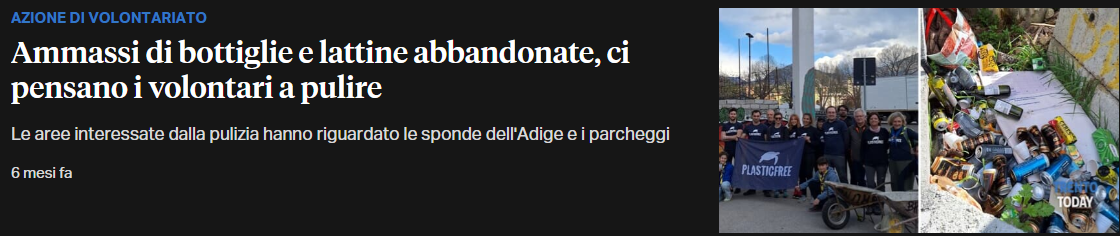 AZIONE DI VOLONTARIATO
Ammassi di bottiglie e lattine abbandonate, ci
pensano i volontari a pulire
Le aree interessate dalla pulizia hanno riguardato le sponde dell'Adige e i parcheggi
6 mesi fa
PLASTICFREE
TODAY